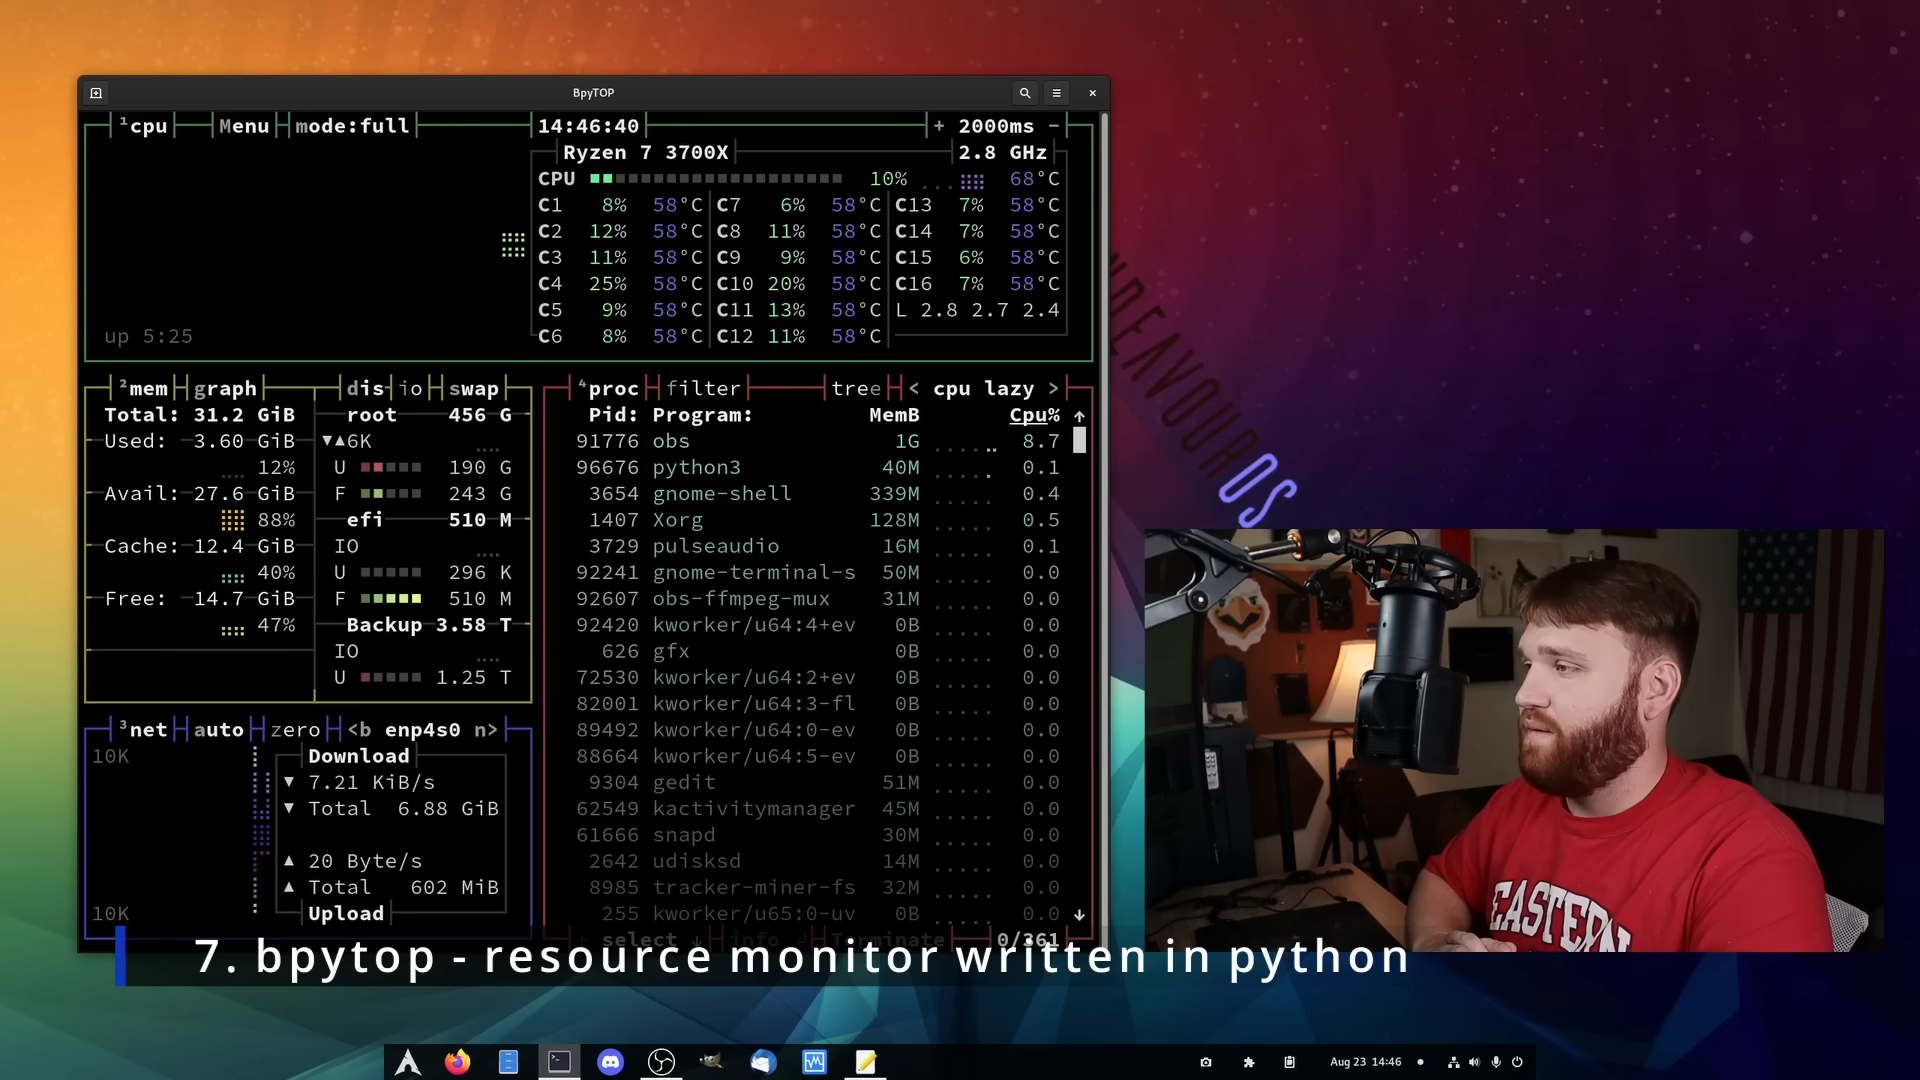 BpyTOP
¹cpu Menu mode:full 14:46:40 + 2000ms -
Ryzen 7 3700X 2.8 GHz
CPU 10% 68°C
C1 8% 58°C C7 6% 58°C C13 7% 58°C
C2 12% 58°C C8 11% 58°C C14 7% 58°C
C3 11% 58°C C9 9% 58°C C15 6% 58°C
C4 25% 58°C C10 20% 58°C C16 7% 58°C
C5 9% 58°C C11 13% 58°C L 2.8 2.7 2.4
C6 8% 58°C C12 11% 58°C
up 5:25
²mem graph dis io swap
Total: 31.2 GiB root 456 G
Used: 3.60 GiB ▼▲6K
12% U 190 G
Avail: 27.6 GiB F 243 G
88% efi 510 M
Cache: 12.4 GiB IO
40% U 296 K
Free: 14.7 GiB F 510 M
47% Backup 3.58 T
IO
U 1.25 T
³net auto zero <b enp4s0 n>
10K Download
▼ 7.21 KiB/s
▼ Total 6.88 GiB
▲ 20 Byte/s
▲ Total 602 MiB
10K Upload
⁴proc filter tree < cpu lazy >
Pid: Program: MemB Cpu% ↑
91776 obs 1G 8.7
96676 python3 40M 0.1
3654 gnome-shell 339M 0.4
1407 Xorg 128M 0.5
3729 pulseaudio 16M 0.1
92241 gnome-terminal-s 50M 0.0
92607 obs-ffmpeg-mux 31M 0.0
92420 kworker/u64:4+ev 0B 0.0
626 gfx 0B 0.0
72530 kworker/u64:2+ev 0B 0.0
82001 kworker/u64:3-fl 0B 0.0
89492 kworker/u64:0-ev 0B 0.0
88664 kworker/u64:5-ev 0B 0.0
9304 gedit 51M 0.0
62549 kactivitymanager 45M 0.0
61666 snapd 30M 0.0
2642 udisksd 14M 0.0
8985 tracker-miner-fs 32M 0.0
255 kworker/u65:0-uv 0B 0.0 ↓
select ↓ info Terminate 0/361
NDEAVOUROS
EASTERN
7. bpytop - resource monitor written in python
Aug 23 14:46